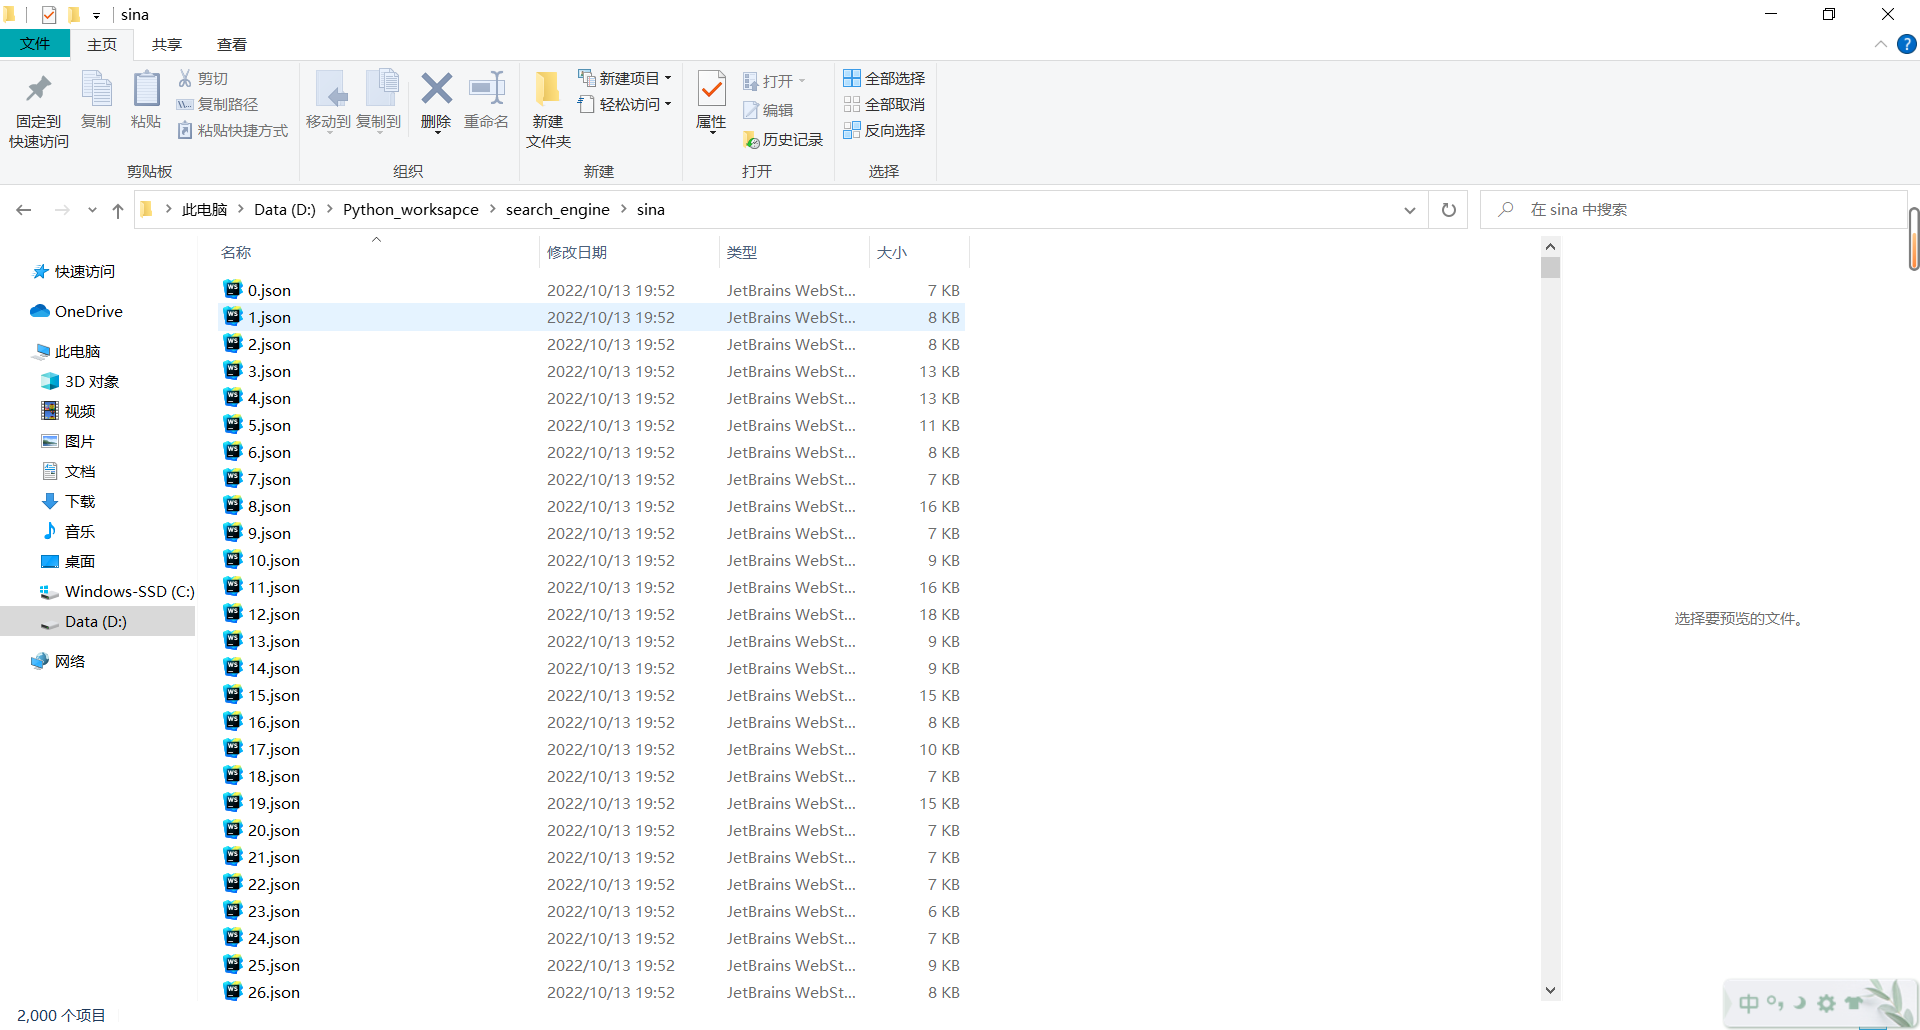 sina
文件 主页 共享 查看
固定到
快速访问
复制
粘贴
剪切
复制路径
粘贴快捷方式
剪贴板
移动到
复制到
删除
重命名
组织
新建
文件夹
新建项目
轻松访问
新建
属性
打开
编辑
历史记录
打开
全部选择
全部取消
反向选择
选择
此电脑 Data (D:) Python_worksapce search_engine sina
在 sina 中搜索
快速访问
OneDrive
此电脑
3D 对象
视频
图片
文档
下载
音乐
桌面
Windows-SSD (C:)
Data (D:)
网络
名称 修改日期 类型 大小
0.json 2022/10/13 19:52 JetBrains WebSt... 7 KB
1.json 2022/10/13 19:52 JetBrains WebSt... 8 KB
2.json 2022/10/13 19:52 JetBrains WebSt... 8 KB
3.json 2022/10/13 19:52 JetBrains WebSt... 13 KB
4.json 2022/10/13 19:52 JetBrains WebSt... 13 KB
5.json 2022/10/13 19:52 JetBrains WebSt... 11 KB
6.json 2022/10/13 19:52 JetBrains WebSt... 8 KB
7.json 2022/10/13 19:52 JetBrains WebSt... 7 KB
8.json 2022/10/13 19:52 JetBrains WebSt... 16 KB
9.json 2022/10/13 19:52 JetBrains WebSt... 7 KB
10.json 2022/10/13 19:52 JetBrains WebSt... 9 KB
11.json 2022/10/13 19:52 JetBrains WebSt... 16 KB
12.json 2022/10/13 19:52 JetBrains WebSt... 18 KB
13.json 2022/10/13 19:52 JetBrains WebSt... 9 KB
14.json 2022/10/13 19:52 JetBrains WebSt... 9 KB
15.json 2022/10/13 19:52 JetBrains WebSt... 15 KB
16.json 2022/10/13 19:52 JetBrains WebSt... 8 KB
17.json 2022/10/13 19:52 JetBrains WebSt... 10 KB
18.json 2022/10/13 19:52 JetBrains WebSt... 7 KB
19.json 2022/10/13 19:52 JetBrains WebSt... 15 KB
20.json 2022/10/13 19:52 JetBrains WebSt... 7 KB
21.json 2022/10/13 19:52 JetBrains WebSt... 7 KB
22.json 2022/10/13 19:52 JetBrains WebSt... 7 KB
23.json 2022/10/13 19:52 JetBrains WebSt... 6 KB
24.json 2022/10/13 19:52 JetBrains WebSt... 7 KB
25.json 2022/10/13 19:52 JetBrains WebSt... 9 KB
26.json 2022/10/13 19:52 JetBrains WebSt... 8 KB
选择要预览的文件。
2,000 个项目
中